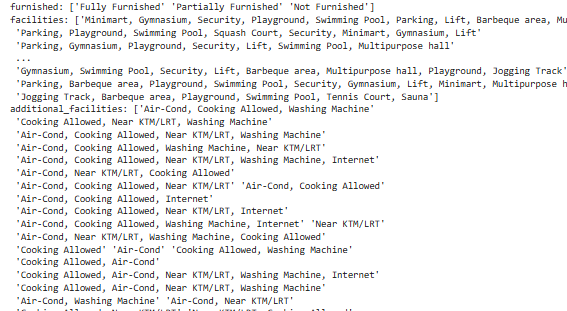 furnished: ['Fully Furnished' 'Partially Furnished' 'Not Furnished']
facilities: ['Minimart, Gymnasium, Security, Playground, Swimming Pool, Parking, Lift, Barbeque area, Mu
'Parking, Playground, Swimming Pool, Squash Court, Security, Minimart, Gymnasium, Lift'
'Parking, Gymnasium, Playground, Security, Lift, Swimming Pool, Multipurpose hall'
...
'Gymnasium, Swimming Pool, Security, Lift, Barbeque area, Multipurpose hall, Playground, Jogging Track'
'Parking, Barbeque area, Playground, Swimming Pool, Security, Gymnasium, Lift, Minimart, Multipurpose h
'Jogging Track, Barbeque area, Playground, Swimming Pool, Tennis Court, Sauna']
additional_facilities: ['Air-Cond, Cooking Allowed, Washing Machine'
'Cooking Allowed, Near KTM/LRT, Washing Machine'
'Air-Cond, Cooking Allowed, Near KTM/LRT, Washing Machine'
'Air-Cond, Cooking Allowed, Washing Machine, Near KTM/LRT'
'Air-Cond, Cooking Allowed, Near KTM/LRT, Washing Machine, Internet'
'Air-Cond, Near KTM/LRT, Cooking Allowed'
'Air-Cond, Cooking Allowed, Near KTM/LRT' 'Air-Cond, Cooking Allowed'
'Air-Cond, Cooking Allowed, Internet'
'Air-Cond, Cooking Allowed, Near KTM/LRT, Internet'
'Air-Cond, Cooking Allowed, Washing Machine, Internet' 'Near KTM/LRT'
'Air-Cond, Near KTM/LRT, Washing Machine, Cooking Allowed'
'Cooking Allowed' 'Air-Cond' 'Cooking Allowed, Washing Machine'
'Cooking Allowed, Air-Cond'
'Cooking Allowed, Air-Cond, Near KTM/LRT, Washing Machine, Internet'
'Cooking Allowed, Air-Cond, Near KTM/LRT, Washing Machine'
'Air-Cond, Washing Machine' 'Air-Cond, Near KTM/LRT'